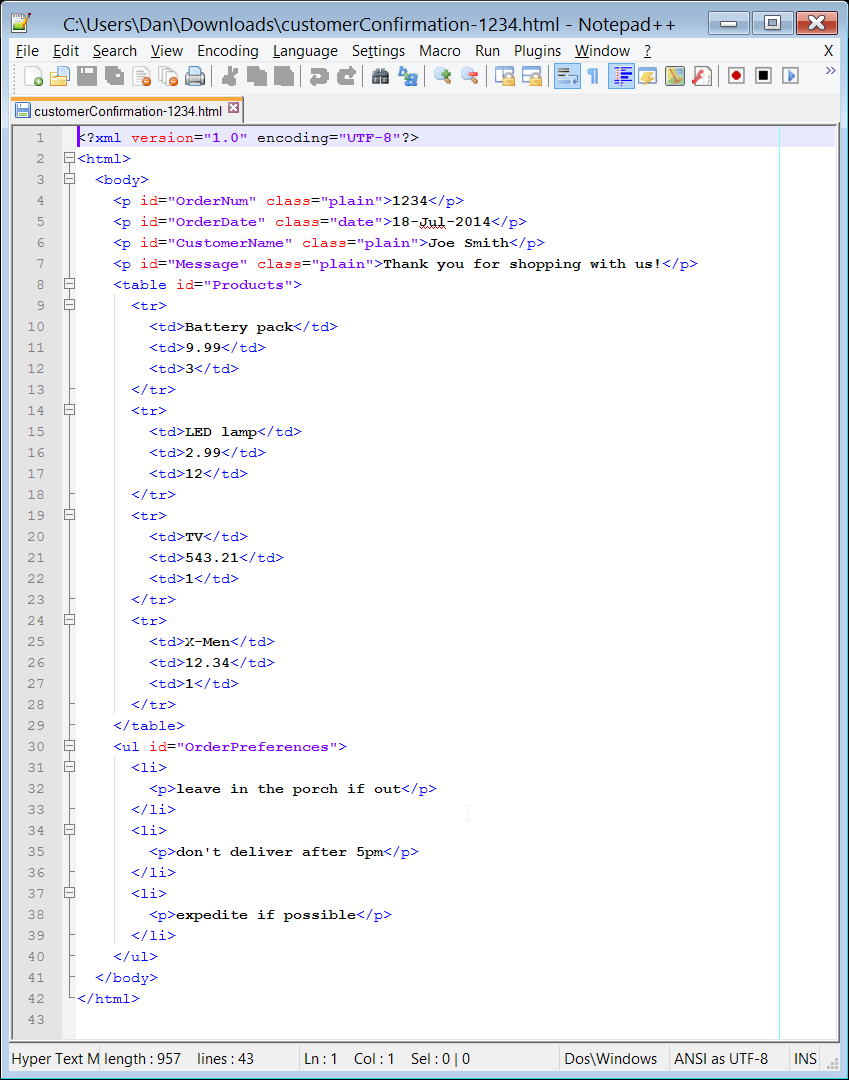 C:\Users\Dan\Downloads\customerConfirmation-1234.html - Notepad++
File Edit Search View Encoding Language Settings Macro Run Plugins Window ? X
customerConfirmation-1234.html
1 <?xml version="1.0" encoding="UTF-8"?>
2 <html>
3 <body>
4 <p id="OrderNum" class="plain">1234</p>
5 <p id="OrderDate" class="date">18-Jul-2014</p>
6 <p id="CustomerName" class="plain">Joe Smith</p>
7 <p id="Message" class="plain">Thank you for shopping with us!</p>
8 <table id="Products">
9 <tr>
10 <td>Battery pack</td>
11 <td>9.99</td>
12 <td>3</td>
13 </tr>
14 <tr>
15 <td>LED lamp</td>
16 <td>2.99</td>
17 <td>12</td>
18 </tr>
19 <tr>
20 <td>TV</td>
21 <td>543.21</td>
22 <td>1</td>
23 </tr>
24 <tr>
25 <td>X-Men</td>
26 <td>12.34</td>
27 <td>1</td>
28 </tr>
29 </table>
30 <ul id="OrderPreferences">
31 <li>
32 <p>leave in the porch if out</p>
33 </li>
34 <li>
35 <p>don't deliver after 5pm</p>
36 </li>
37 <li>
38 <p>expedite if possible</p>
39 </li>
40 </ul>
41 </body>
42 </html>
43
Hyper Text M length : 957 lines : 43 Ln : 1 Col : 1 Sel : 0 | 0 Dos\Windows ANSI as UTF-8 INS